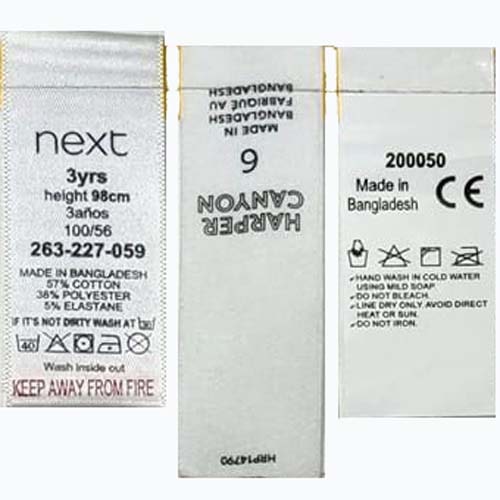 next
3yrs
height 98cm
3años
100/56
263-227-059
MADE IN BANGLADESH
57% COTTON
38% POLYESTER
5% ELASTANE
IF IT'S NOT DIRTY WASH AT 30
40
Wash inside out
KEEP AWAY FROM FIRE
HARPER
CANYON
6
MADE IN
BANGLADESH
FABRIQUÉ AU
BANGLADESH
HRP14790
200050
Made in
Bangladesh
CE
HAND WASH IN COLD WATER
USING MILD SOAP.
DO NOT BLEACH.
LINE DRY ONLY. AVOID DIRECT
HEAT OR SUN.
DO NOT IRON.